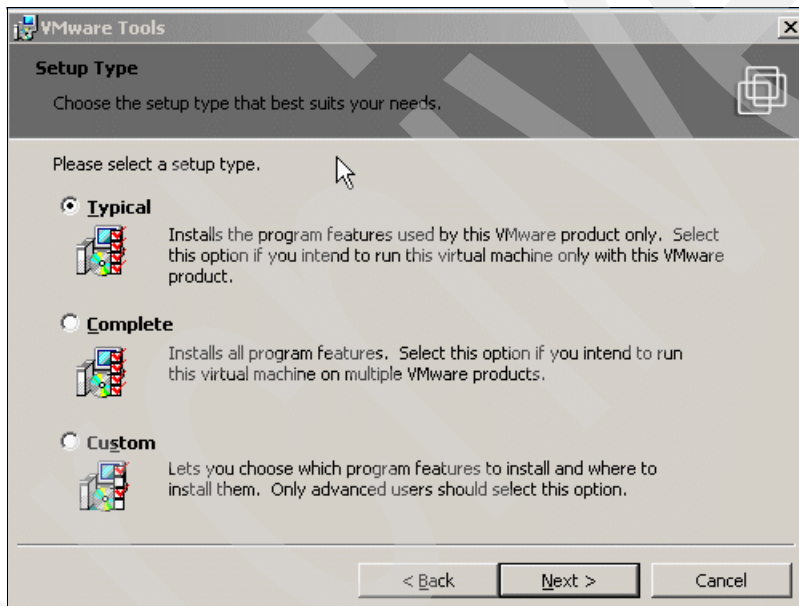 VMware Tools
Setup Type
Choose the setup type that best suits your needs.
Please select a setup type.
Typical
Installs the program features used by this VMware product only. Select
this option if you intend to run this virtual machine only with this VMware
product.
Complete
Installs all program features. Select this option if you intend to run
this virtual machine on multiple VMware products.
Custom
Lets you choose which program features to install and where to
install them. Only advanced users should select this option.
< Back Next > Cancel